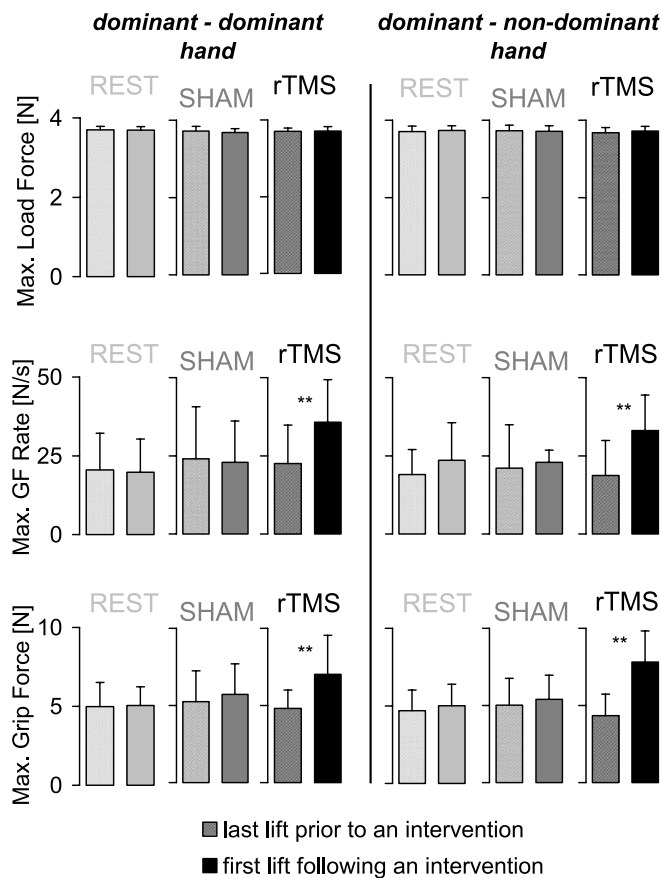 dominant - dominant hand
dominant - non-dominant hand
REST
SHAM
rTMS
REST
SHAM
rTMS
Max. Load Force [N]
4
2
0
REST
SHAM
rTMS
REST
SHAM
rTMS
Max. GF Rate [N/s]
50
25
0
**
**
REST
SHAM
rTMS
REST
SHAM
rTMS
Max. Grip Force [N]
10
5
0
**
**
last lift prior to an intervention
first lift following an intervention